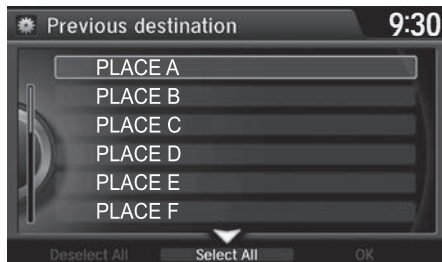 Previous destination 9:30
PLACE A
PLACE B
PLACE C
PLACE D
PLACE E
PLACE F
Deselect All Select All OK